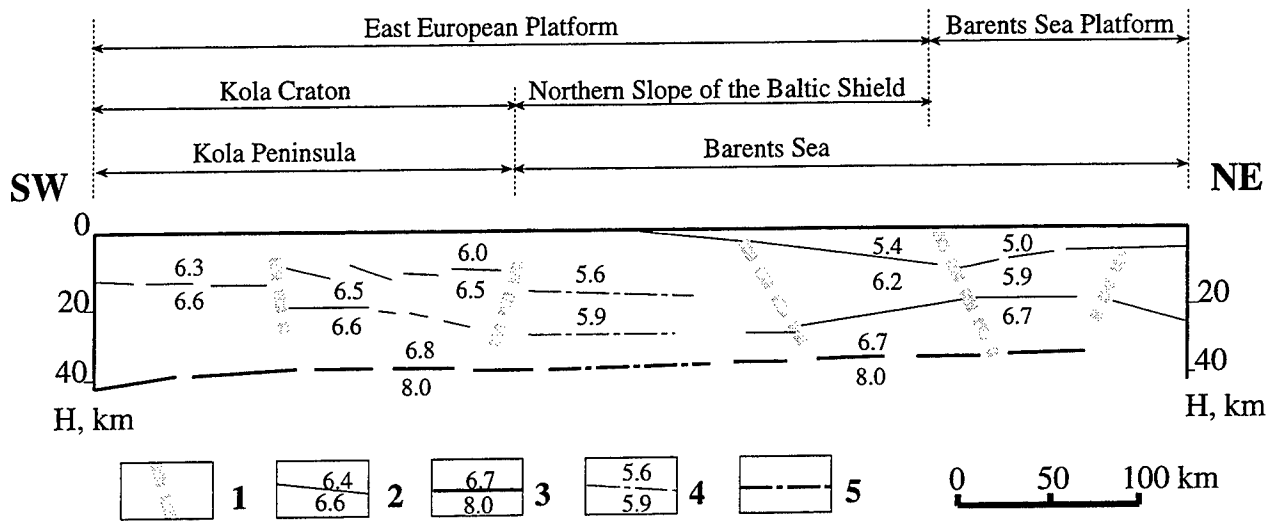 East European Platform Barents Sea Platform
Kola Craton Northern Slope of the Baltic Shield
Kola Peninsula Barents Sea
SW NE
0
6.3 6.0 5.6 5.4 5.0
6.6 6.5 6.5 6.2 5.9
20 6.6 5.9 6.7 20
6.8 6.7
40 8.0 8.0 40
H, km H, km
1 6.4 6.6 2 6.7 8.0 3 5.6 5.9 4 5 0 50 100 km